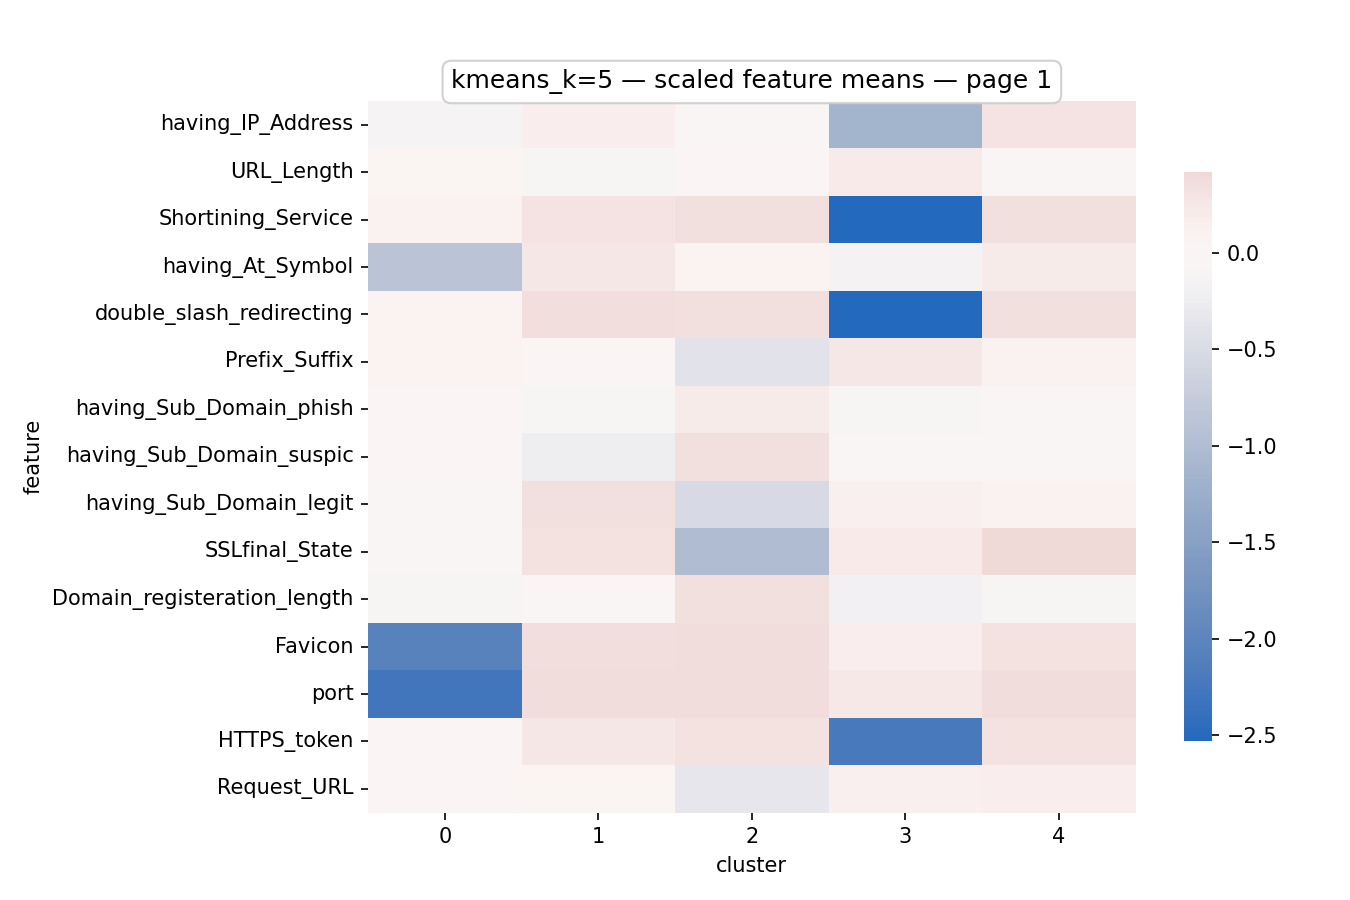 kmeans_k=5 — scaled feature means — page 1
having_IP_Address
URL_Length
Shortining_Service
having_At_Symbol
double_slash_redirecting
Prefix_Suffix
having_Sub_Domain_phish
having_Sub_Domain_suspic
having_Sub_Domain_legit
SSLfinal_State
Domain_registeration_length
Favicon
port
HTTPS_token
Request_URL
feature
0 1 2 3 4
cluster
0.0
−0.5
−1.0
−1.5
−2.0
−2.5